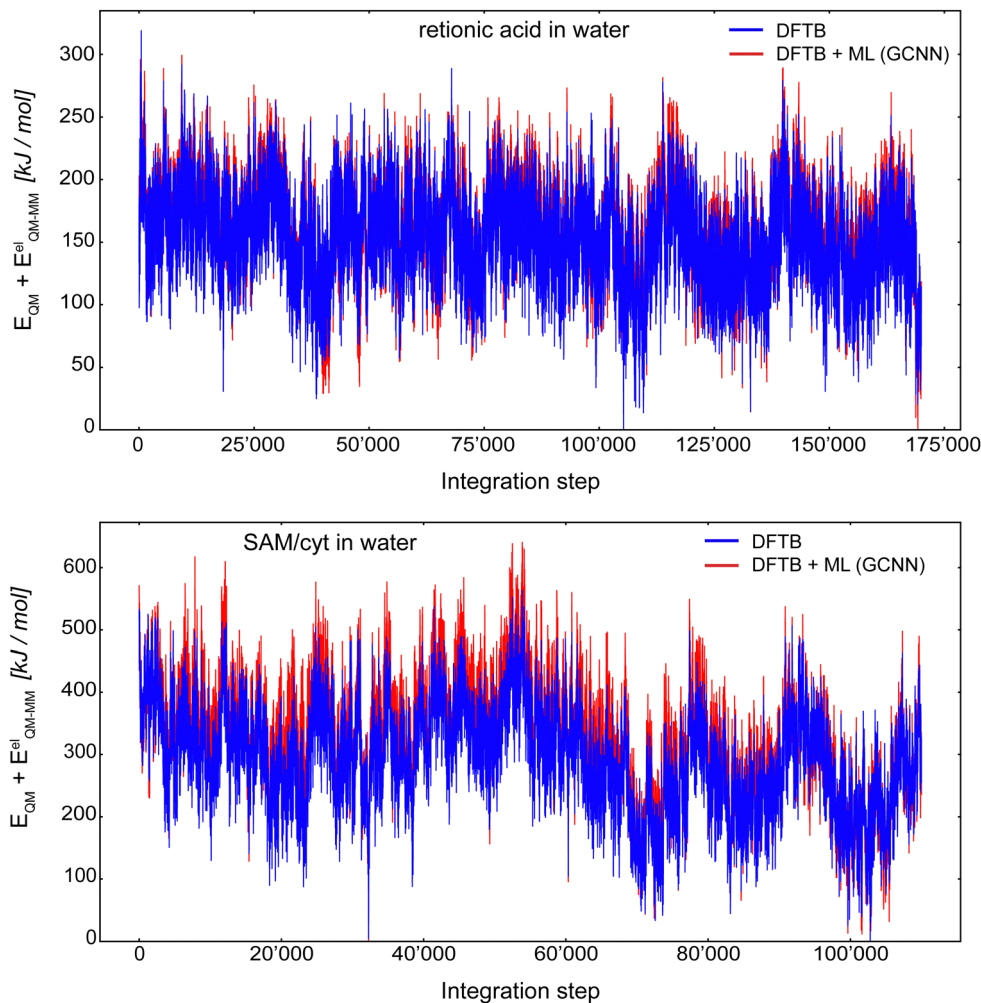 retionic acid in water
DFTB
DFTB + ML (GCNN)
E_QM + E^el_QM-MM [kJ / mol]
300
250
200
150
100
50
0
0 25'000 50'000 75'000 100'000 125'000 140'000 150'000 175'000
Integration step
SAM/cyt in water
DFTB
DFTB + ML (GCNN)
E_QM + E^el_QM-MM [kJ / mol]
600
500
400
300
200
100
0
0 20'000 40'000 60'000 80'000 100'000
Integration step